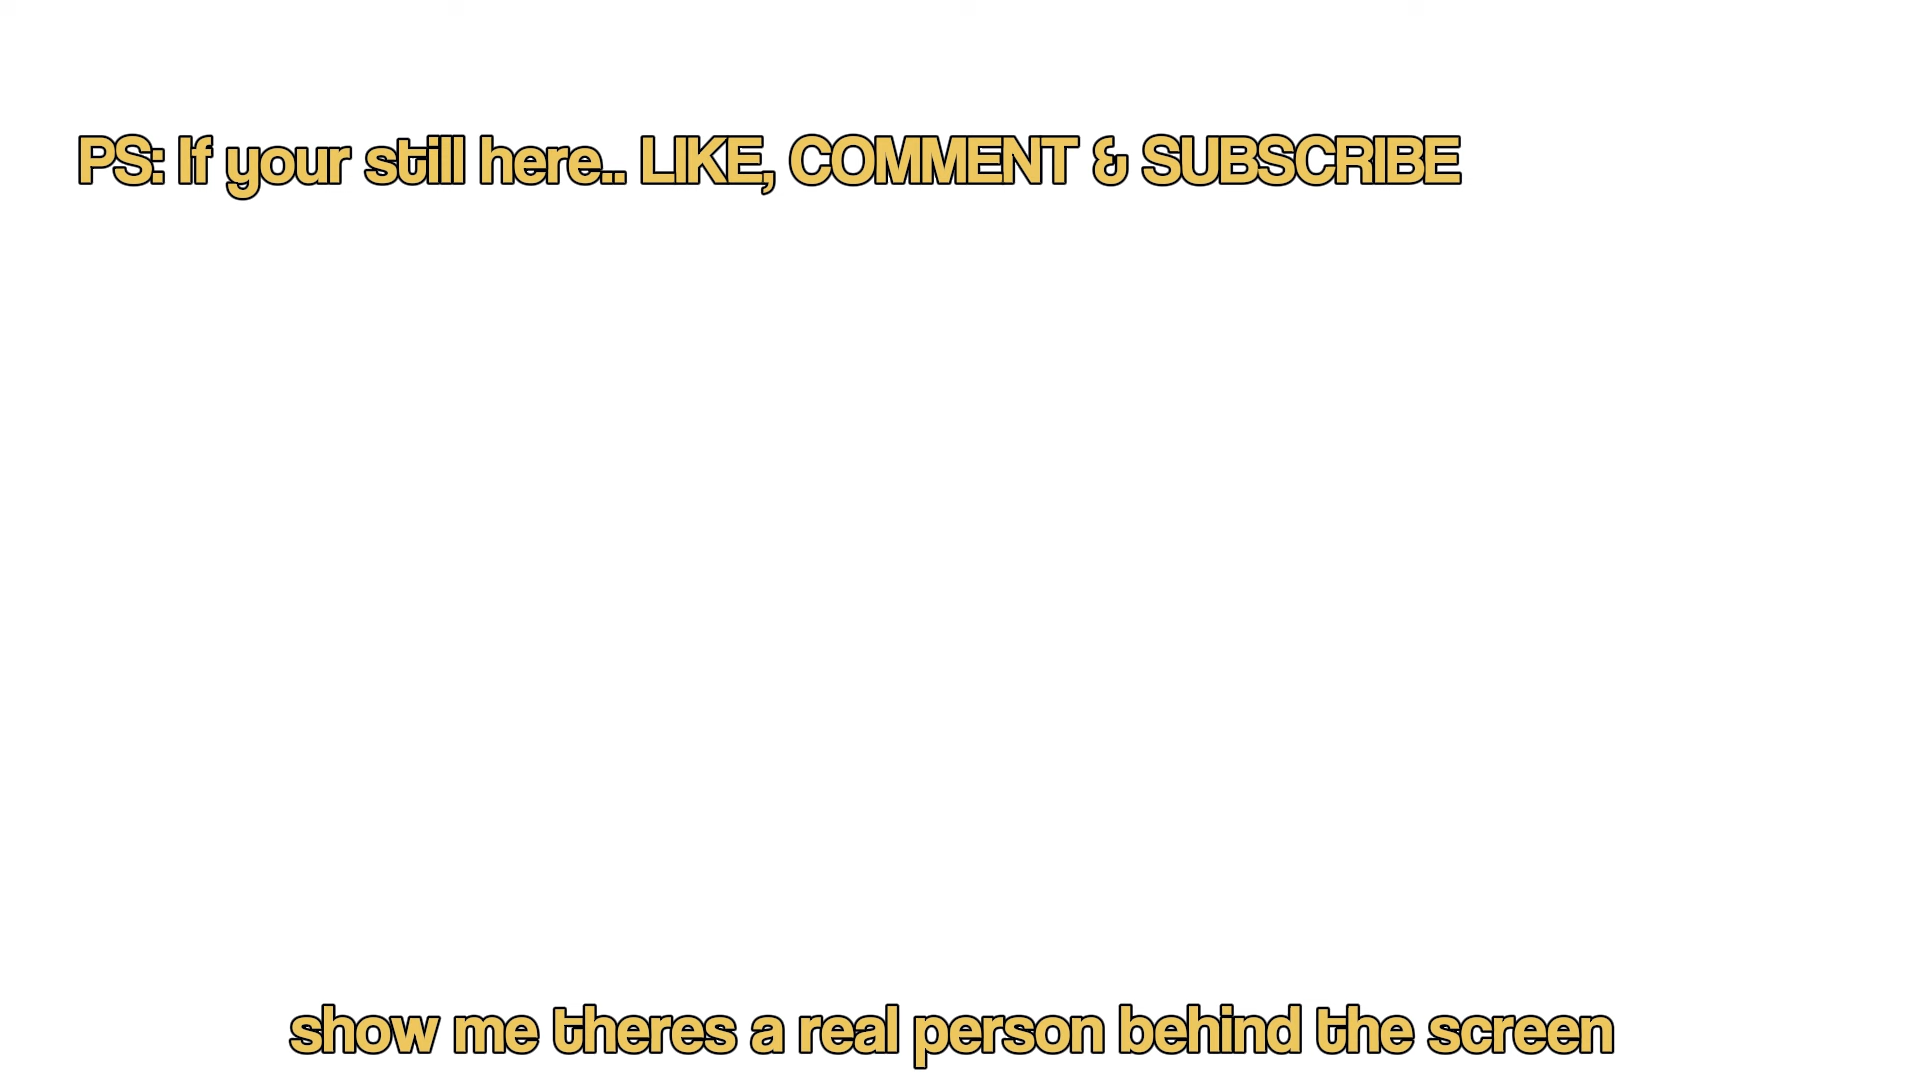 PS: If your still here.. LIKE, COMMENT & SUBSCRIBE
show me theres a real person behind the screen